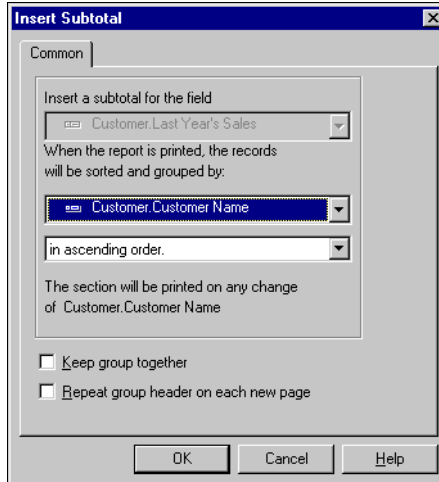 Insert Subtotal
Common
Insert a subtotal for the field
Customer.Last Year's Sales
When the report is printed, the records
will be sorted and grouped by:
Customer.Customer Name
in ascending order.
The section will be printed on any change
of Customer.Customer Name
Keep group together
Repeat group header on each new page
OK Cancel Help